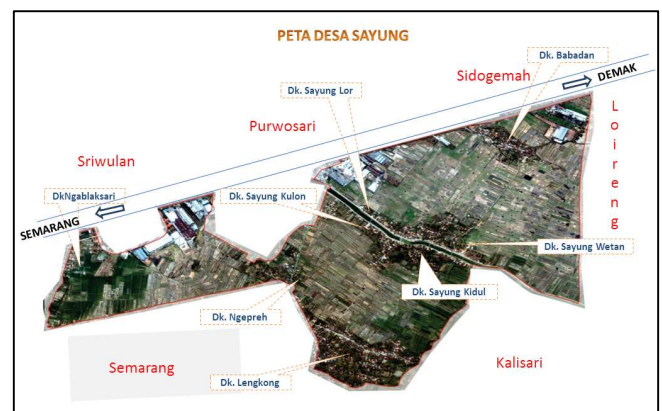 PETA DESA SAYUNG
Dk. Babadan
Sidogemah
DEMAK
Dk. Sayung Lor
Loireng
Purwosari
Sriwulan
DkNgablaksari
Dk. Sayung Kulon
SEMARANG
Dk. Sayung Wetan
Dk. Sayung Kidul
Dk. Ngepreh
Semarang
Kalisari
Dk. Lengkong